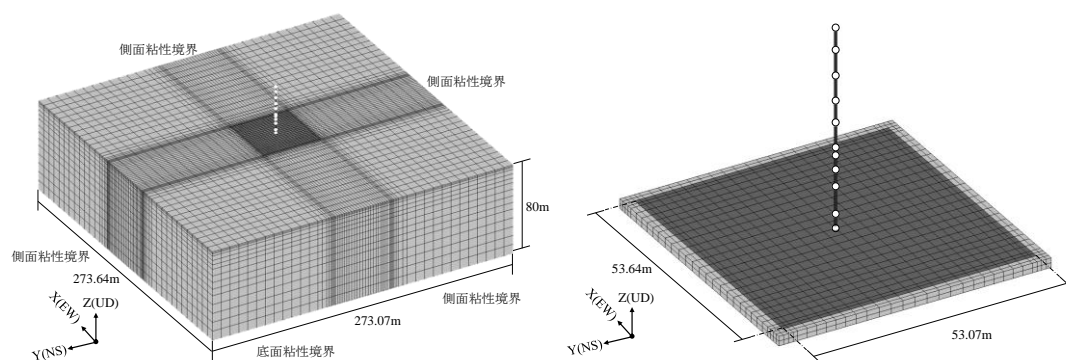 側面粘性境界
側面粘性境界
80m
側面粘性境界
273.64m
側面粘性境界
273.07m
底面粘性境界
Z(UD)
X(EW)
Y(NS)
53.64m
53.07m
Z(UD)
X(EW)
Y(NS)